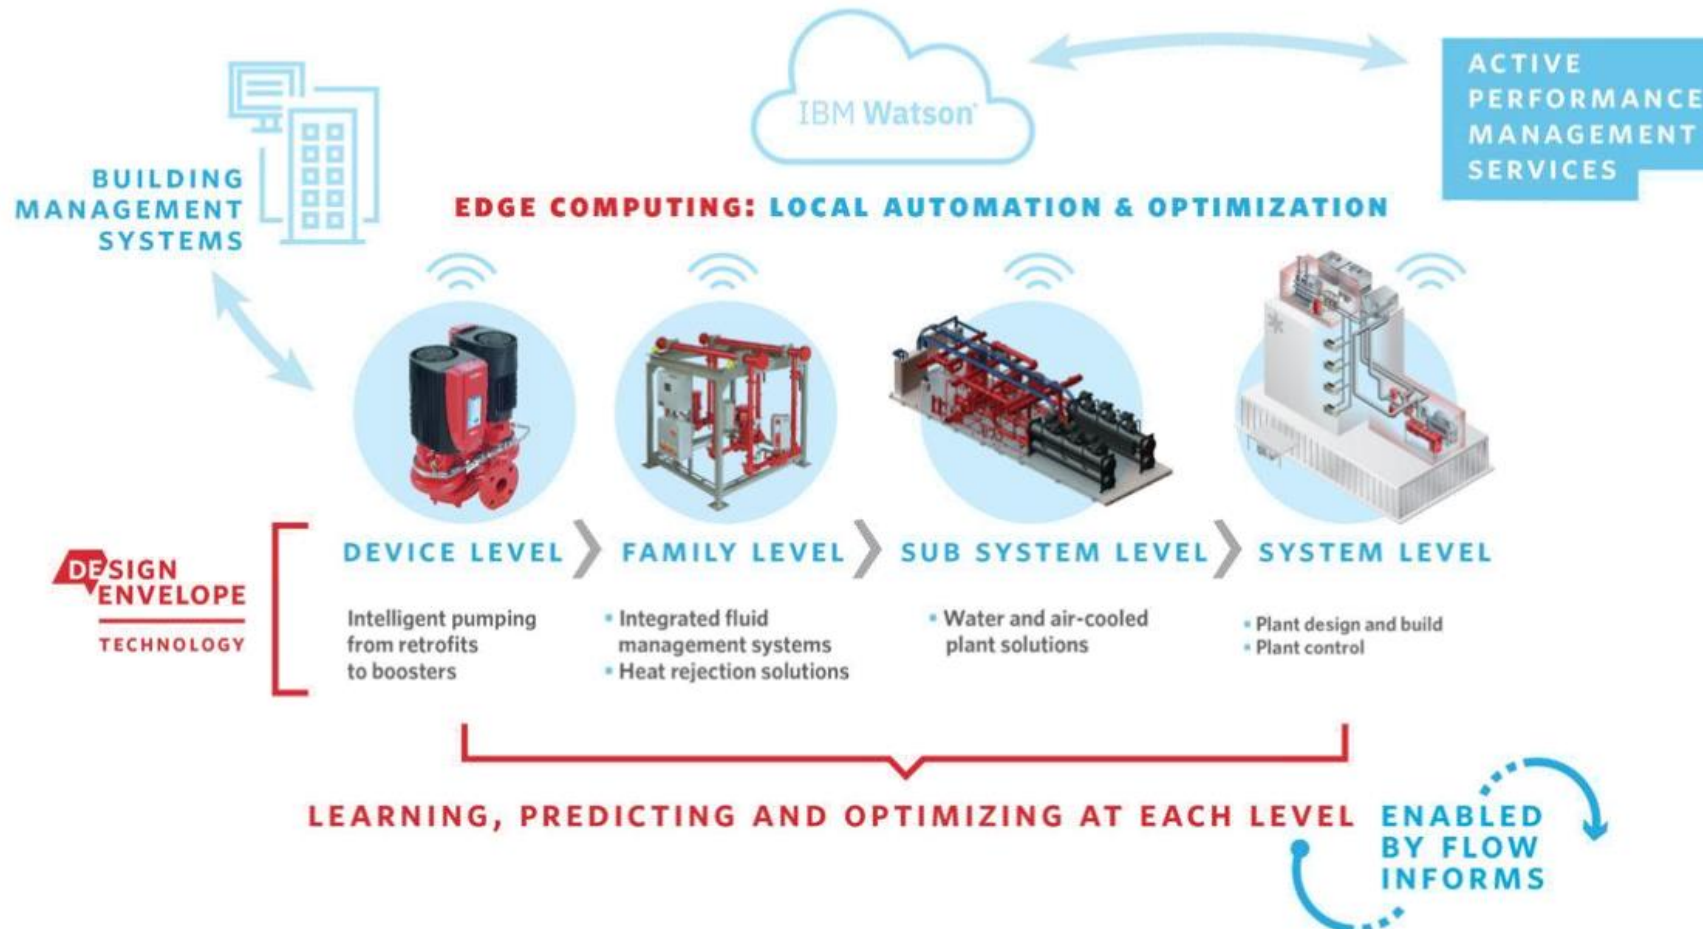 IBM Watson®
ACTIVE
PERFORMANCE
MANAGEMENT
SERVICES
BUILDING
MANAGEMENT
SYSTEMS
EDGE COMPUTING: LOCAL AUTOMATION & OPTIMIZATION
DESIGN
ENVELOPE
TECHNOLOGY
DEVICE LEVEL
Intelligent pumping
from retrofits
to boosters
FAMILY LEVEL
▪ Integrated fluid
management systems
▪ Heat rejection solutions
SUB SYSTEM LEVEL
▪ Water and air-cooled
plant solutions
SYSTEM LEVEL
▪ Plant design and build
▪ Plant control
LEARNING, PREDICTING AND OPTIMIZING AT EACH LEVEL
ENABLED
BY FLOW
INFORMS